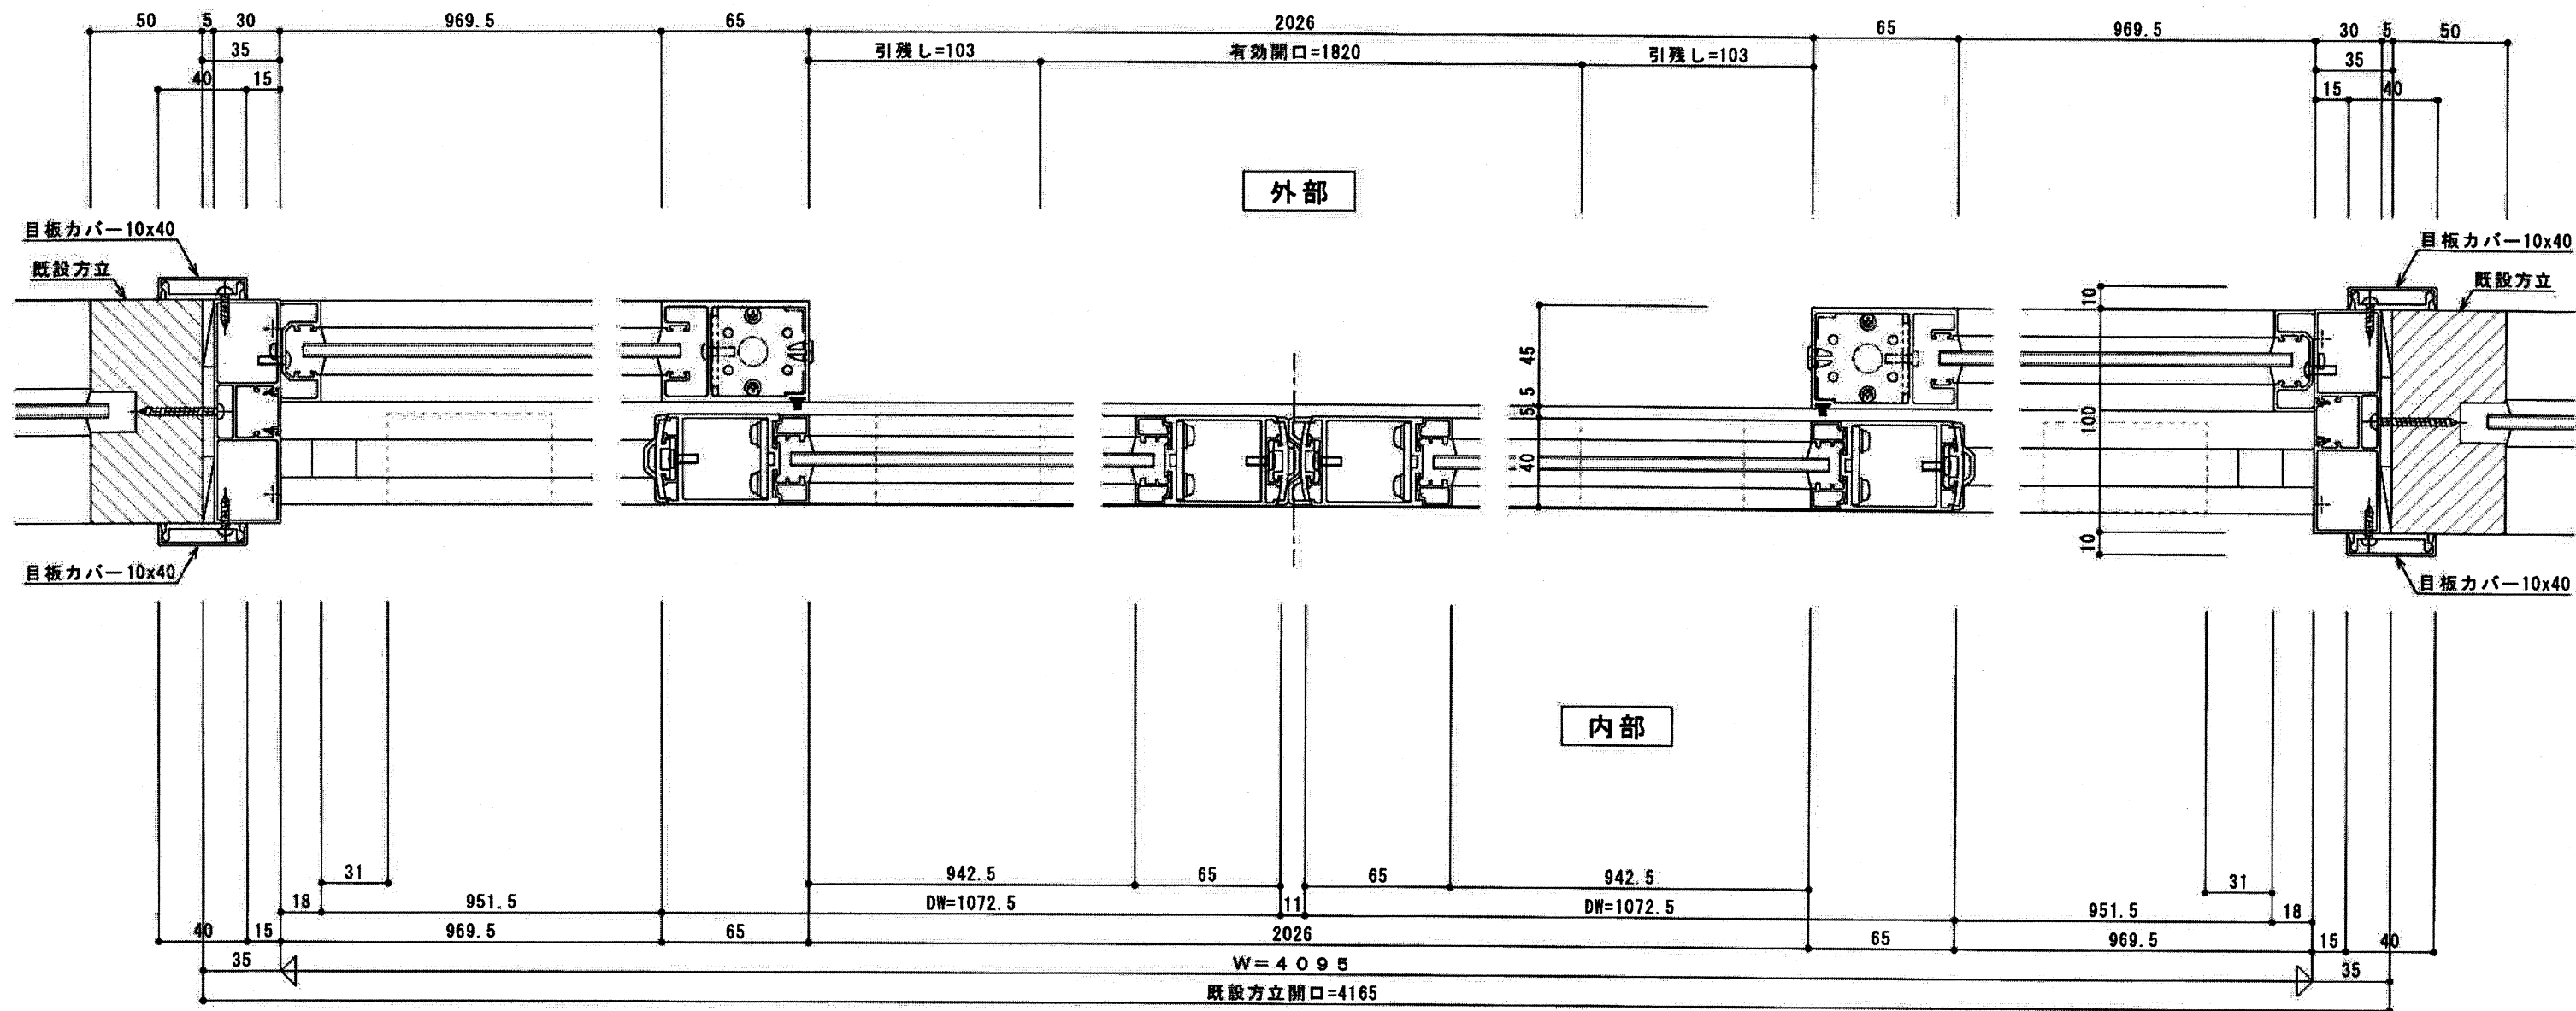 50 5 30 969.5 65 2026 65 969.5 30 5 50
35 引残し=103 有効開口=1820 引残し=103 35
40 15 15 40
外部
目板カバー10x40 目板カバー10x40
既設方立 既設方立
10
45
5 5
100
40
10
目板カバー10x40 目板カバー10x40
内部
31 942.5 65 65 942.5 31
18 951.5 DW=1072.5 11 DW=1072.5 951.5 18
40 15 969.5 65 2026 65 969.5 15 40
35 W=4095 35
既設方立開口=4165